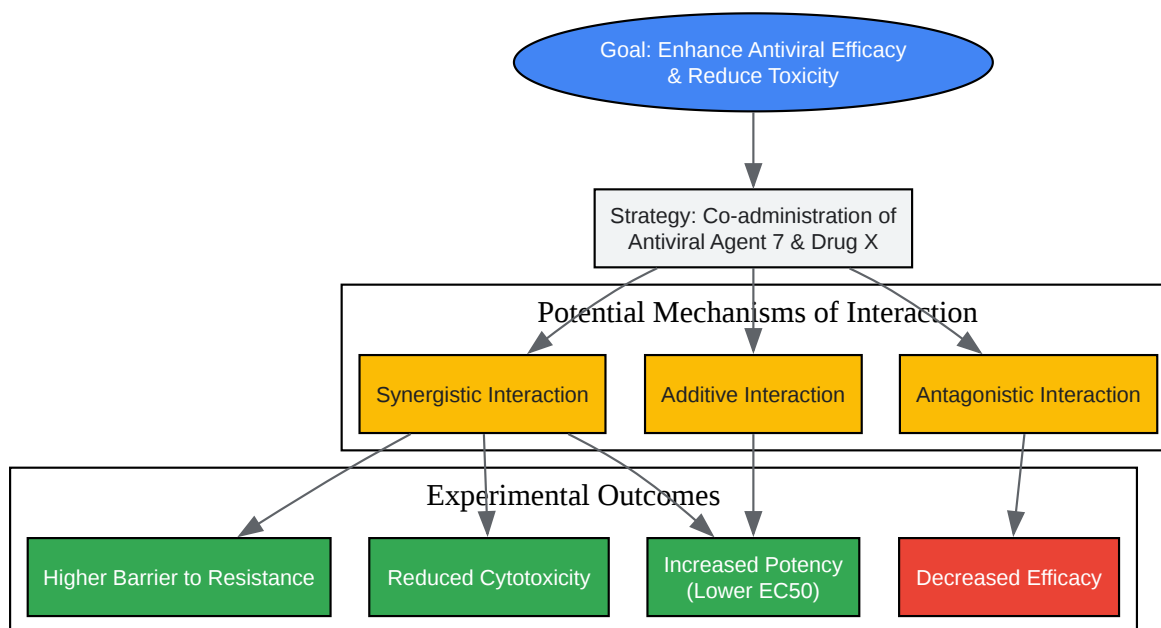 Goal: Enhance Antiviral Efficacy
& Reduce Toxicity
Strategy: Co-administration of
Antiviral Agent 7 & Drug X
Potential Mechanisms of Interaction
Synergistic Interaction
Additive Interaction
Antagonistic Interaction
Experimental Outcomes
Higher Barrier to Resistance
Reduced Cytotoxicity
Increased Potency
(Lower EC50)
Decreased Efficacy